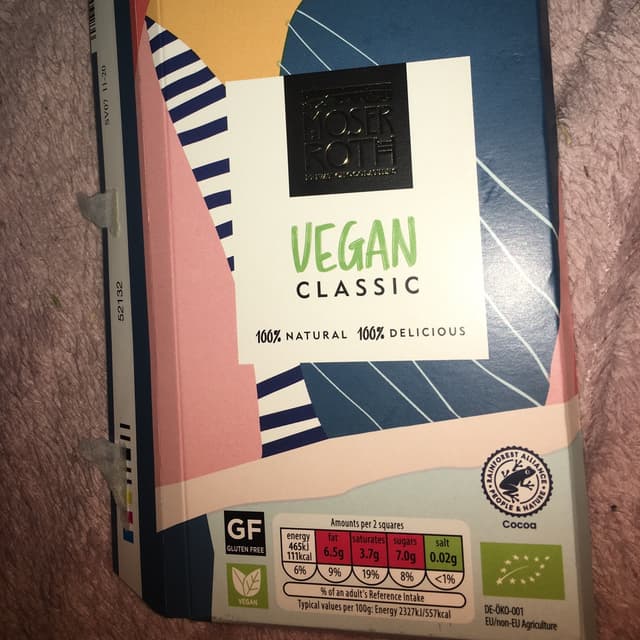 SV07 11-20
52132
MOSER
ROTH
VEGAN
CLASSIC
100% NATURAL 100% DELICIOUS
RAINFOREST ALLIANCE
PEOPLE & NATURE
Cocoa
GF
GLUTEN FREE
VEGAN
Amounts per 2 squares
energy
465kJ
111kcal
6%
fat
6.5g
9%
saturates
3.7g
19%
sugars
7.0g
8%
salt
0.02g
<1%
% of an adult's Reference Intake
Typical values per 100g: Energy 2327kJ/557kcal
DE-ÖKO-001
EU/non-EU Agriculture